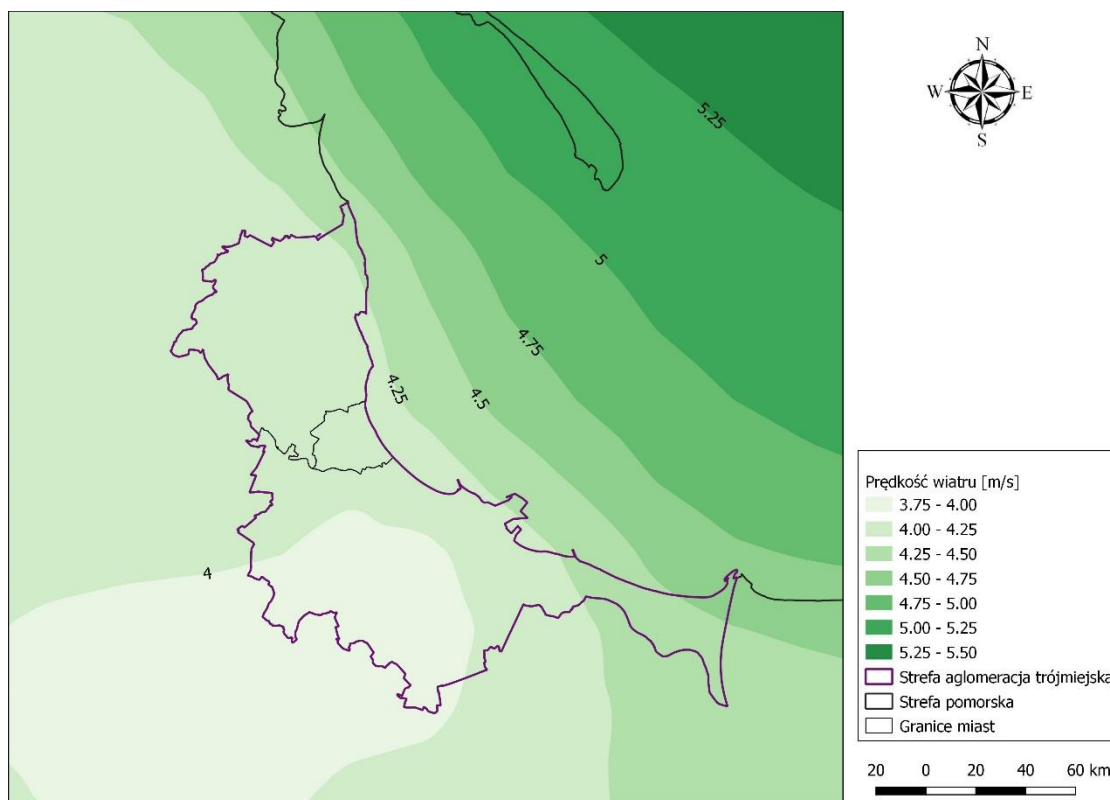 N
W E
S
5.25
5
4.75
4.5
4.25
4
Prędkość wiatru [m/s]
3.75 - 4.00
4.00 - 4.25
4.25 - 4.50
4.50 - 4.75
4.75 - 5.00
5.00 - 5.25
5.25 - 5.50
Strefa aglomeracja trójmiejska
Strefa pomorska
Granice miast
20 0 20 40 60 km